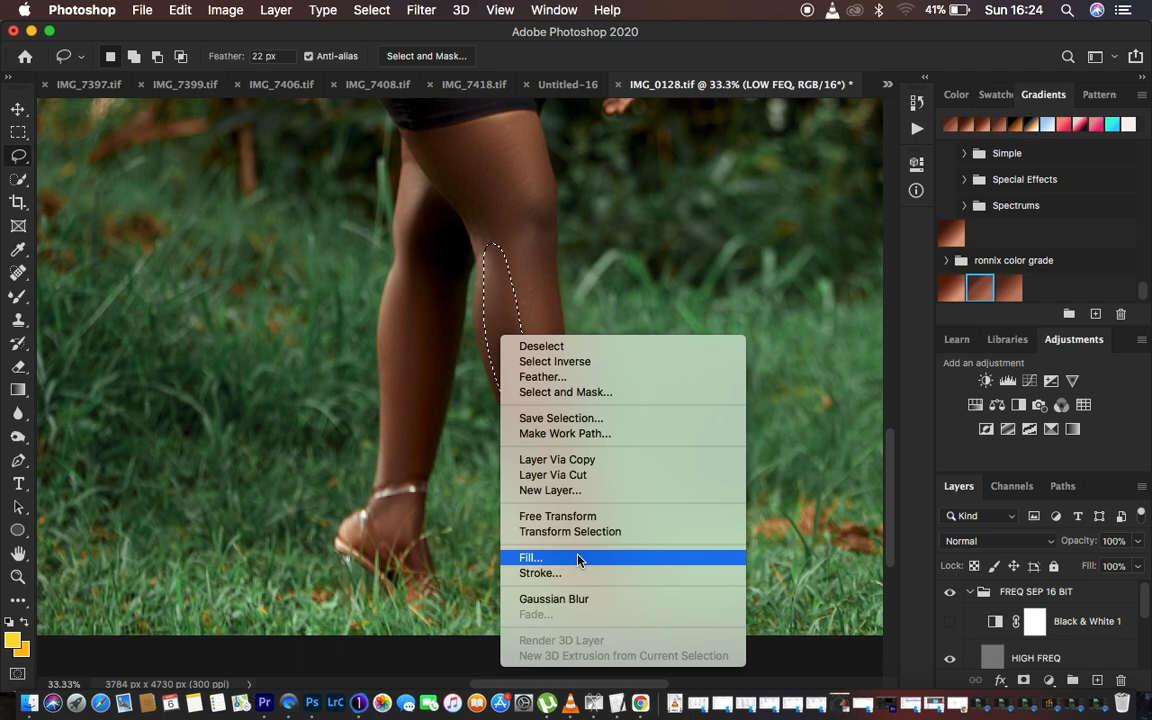 Photoshop File Edit Image Layer Type Select Filter 3D View Window Help 41% Sun 16:24
Adobe Photoshop 2020
Feather: 22 px Anti-alias Select and Mask...
IMG_7397.tif IMG_7399.tif IMG_7406.tif IMG_7408.tif IMG_7418.tif Untitled-16 IMG_0128.tif @ 33.3% (LOW FEQ, RGB/16*) *
Color Swatche Gradients Pattern
Simple
Special Effects
Spectrums
ronnix color grade
Learn Libraries Adjustments
Add an adjustment
Deselect
Select Inverse
Feather...
Select and Mask...
Save Selection...
Make Work Path...
Layer Via Copy
Layer Via Cut
New Layer...
Free Transform
Transform Selection
Fill...
Stroke...
Gaussian Blur
Fade...
Render 3D Layer
New 3D Extrusion from Current Selection
Layers Channels Paths
Kind
Normal Opacity: 100%
Lock: Fill: 100%
FREQ SEP 16 BIT
Black & White 1
HIGH FREQ
33.33% 3784 px x 4730 px (300 ppi)